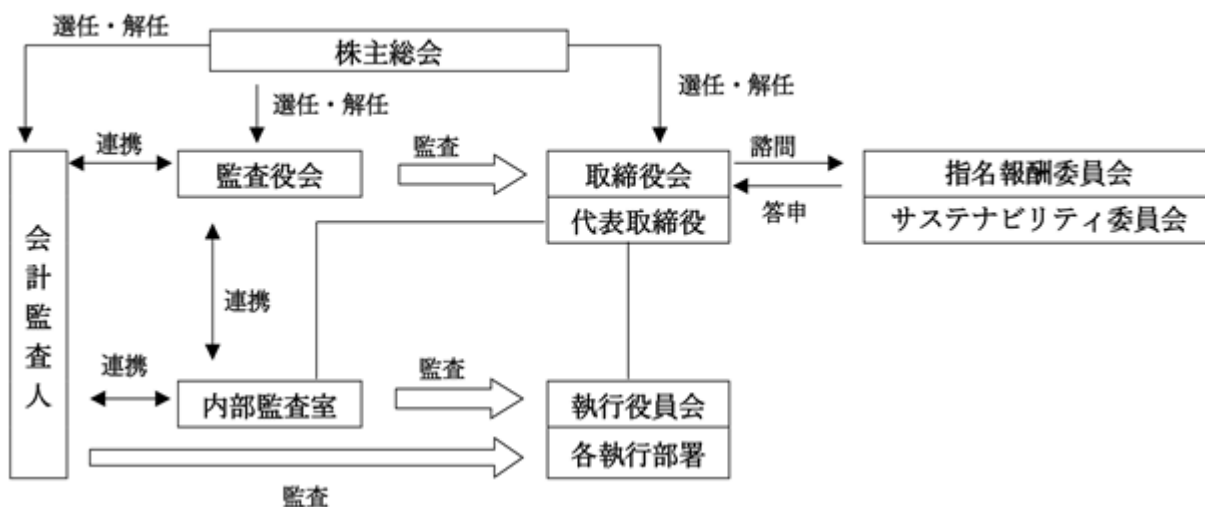 選任・解任
株主総会
選任・解任
選任・解任
連携
監査役会
監査
取締役会
諮問
答申
指名報酬委員会
代表取締役
サステナビリティ委員会
会計監査人
連携
連携
内部監査室
監査
執行役員会
各執行部署
監査